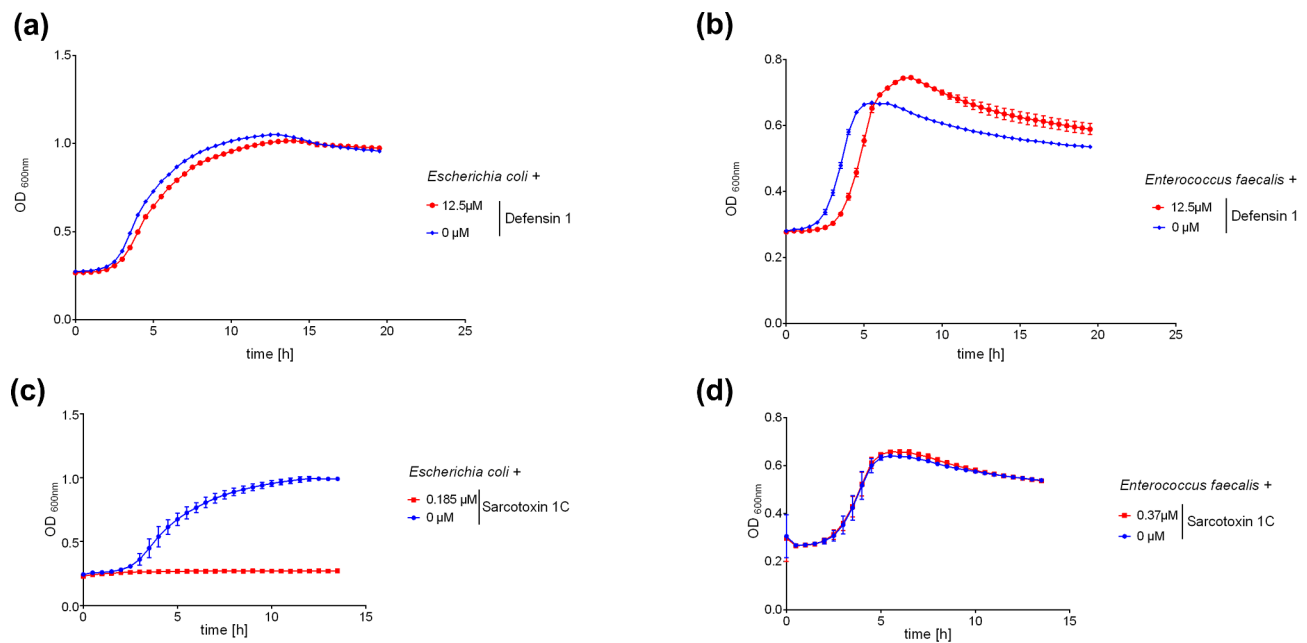 (a)
1.5
1.0
0.5
0.0
OD 600nm
0 5 10 15 20 25
time [h]
Escherichia coli +
12.5µM
0 µM
Defensin 1
(b)
0.8
0.6
0.4
0.2
0.0
OD 600nm
0 5 10 15 20 25
time [h]
Enterococcus faecalis +
12.5µM
0 µM
Defensin 1
(c)
1.5
1.0
0.5
0.0
OD 600nm
0 5 10 15
time [h]
Escherichia coli +
0.185 µM
0 µM
Sarcotoxin 1C
(d)
0.8
0.6
0.4
0.2
0.0
OD 600nm
0 5 10 15
time [h]
Enterococcus faecalis +
0.37µM
0 µM
Sarcotoxin 1C